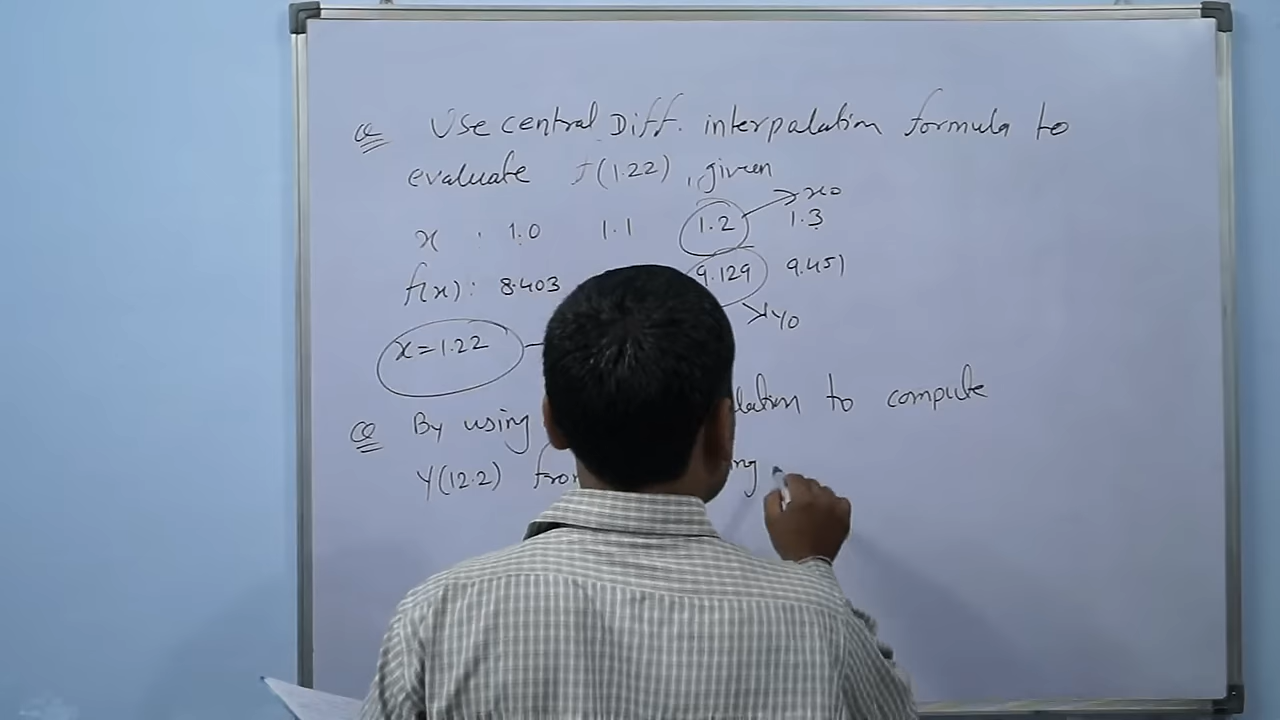 Q Use central Diff. interpalation formula to
evaluate f(1.22), given
x : 1.0 1.1 1.2 1.3
x0
f(x): 8.403 9.129 9.451
y0
x=1.22
Q By using to compute
Y(12.2)